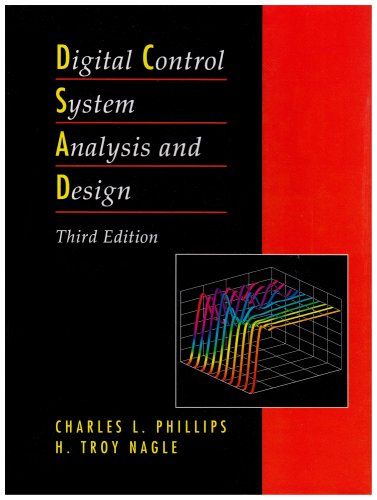 Digital Control
System
Analysis and
Design
Third Edition
CHARLES L. PHILLIPS
H. TROY NAGLE